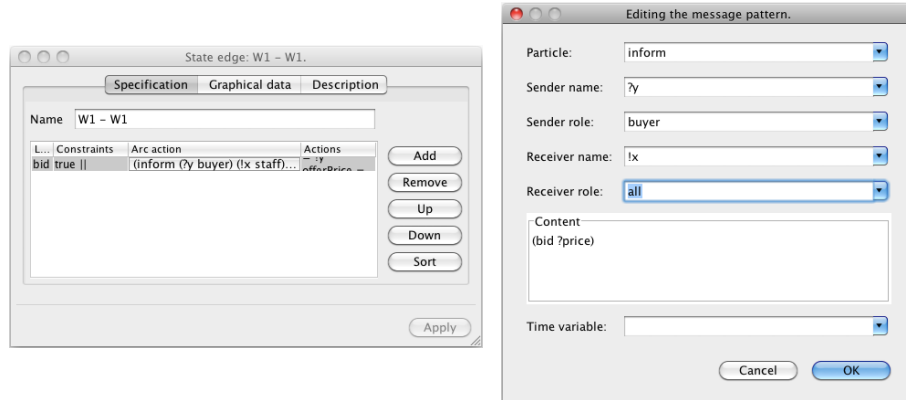 State edge: W1 – W1.
Specification Graphical data Description
Name W1 – W1
L... Constraints Arc action Actions
bid true || (inform (?y buyer) (!x staff)... = !y
offerPrice =
Add
Remove
Up
Down
Sort
Apply
Editing the message pattern.
Particle: inform
Sender name: ?y
Sender role: buyer
Receiver name: !x
Receiver role: all
Content
(bid ?price)
Time variable:
Cancel OK